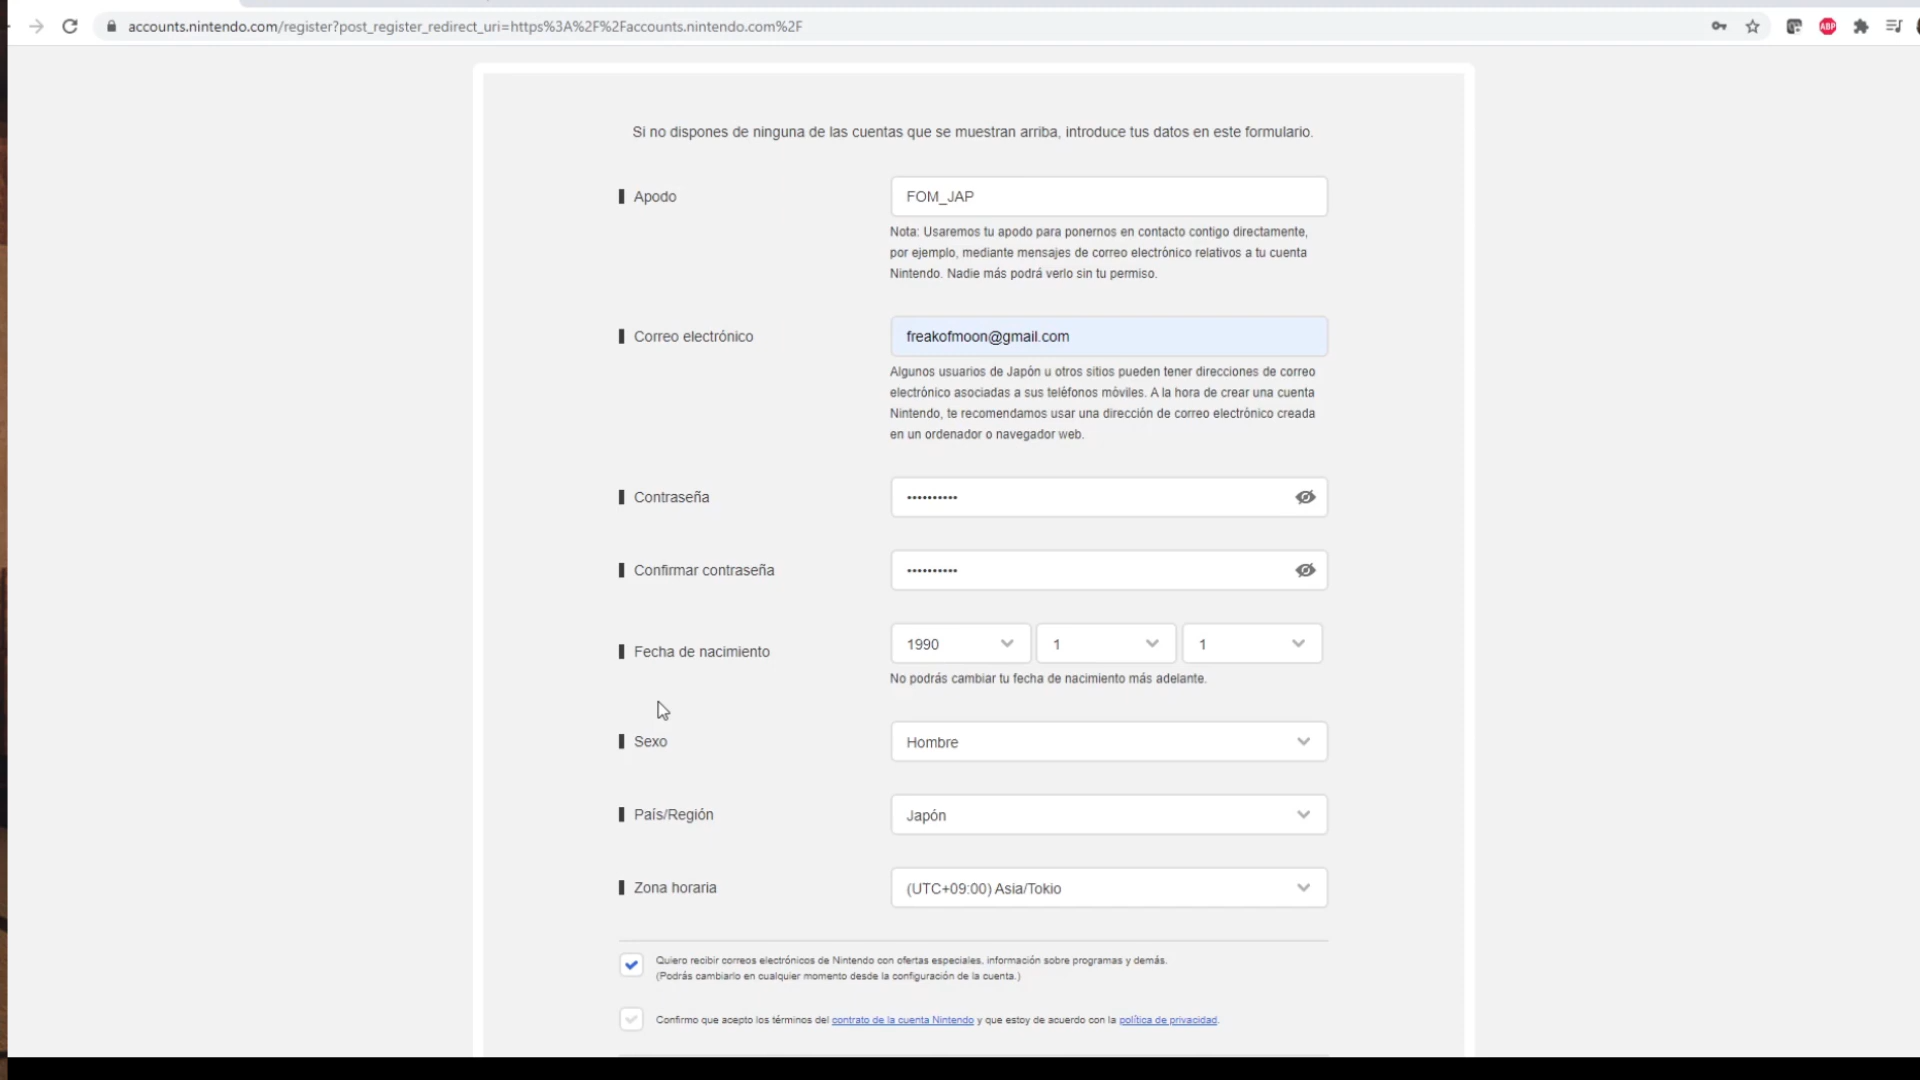 accounts.nintendo.com/register?post_register_redirect_uri=https%3A%2F%2Faccounts.nintendo.com%2F
ABP
Si no dispones de ninguna de las cuentas que se muestran arriba, introduce tus datos en este formulario.
Apodo
FOM_JAP
Nota: Usaremos tu apodo para ponernos en contacto contigo directamente,
por ejemplo, mediante mensajes de correo electrónico relativos a tu cuenta
Nintendo. Nadie más podrá verlo sin tu permiso.
Correo electrónico
freakofmoon@gmail.com
Algunos usuarios de Japón u otros sitios pueden tener direcciones de correo
electrónico asociadas a sus teléfonos móviles. A la hora de crear una cuenta
Nintendo, te recomendamos usar una dirección de correo electrónico creada
en un ordenador o navegador web.
Contraseña
••••••••••
Confirmar contraseña
••••••••••
Fecha de nacimiento
1990 1 1
No podrás cambiar tu fecha de nacimiento más adelante.
Sexo
Hombre
País/Región
Japón
Zona horaria
(UTC+09:00) Asia/Tokio
Quiero recibir correos electrónicos de Nintendo con ofertas especiales, información sobre programas y demás.
(Podrás cambiarlo en cualquier momento desde la configuración de la cuenta.)
Confirmo que acepto los términos del contrato de la cuenta Nintendo y que estoy de acuerdo con la política de privacidad.